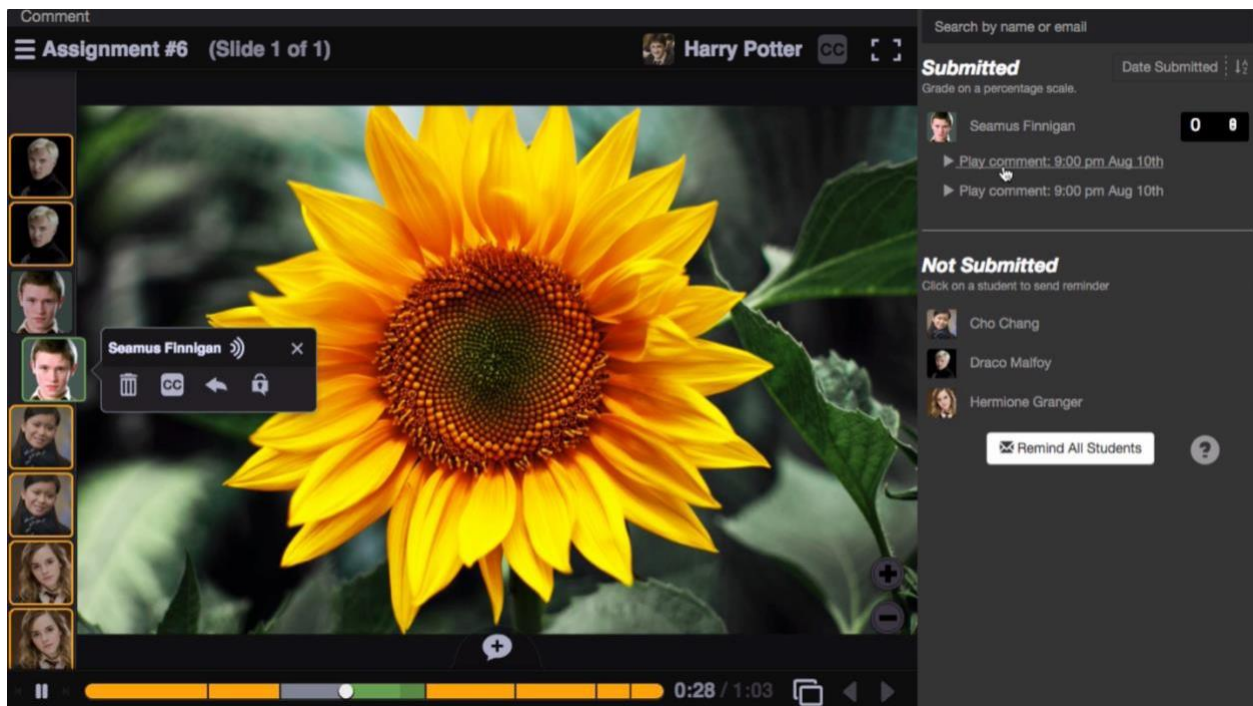 Comment
Assignment #6 (Slide 1 of 1)
Harry Potter CC
Seamus Finnigan
CC
0:28 / 1:03
Search by name or email
Submitted
Date Submitted
Grade on a percentage scale.
Seamus Finnigan
0
Play comment: 9:00 pm Aug 10th
Play comment: 9:00 pm Aug 10th
Not Submitted
Click on a student to send reminder
Cho Chang
Draco Malfoy
Hermione Granger
Remind All Students
?